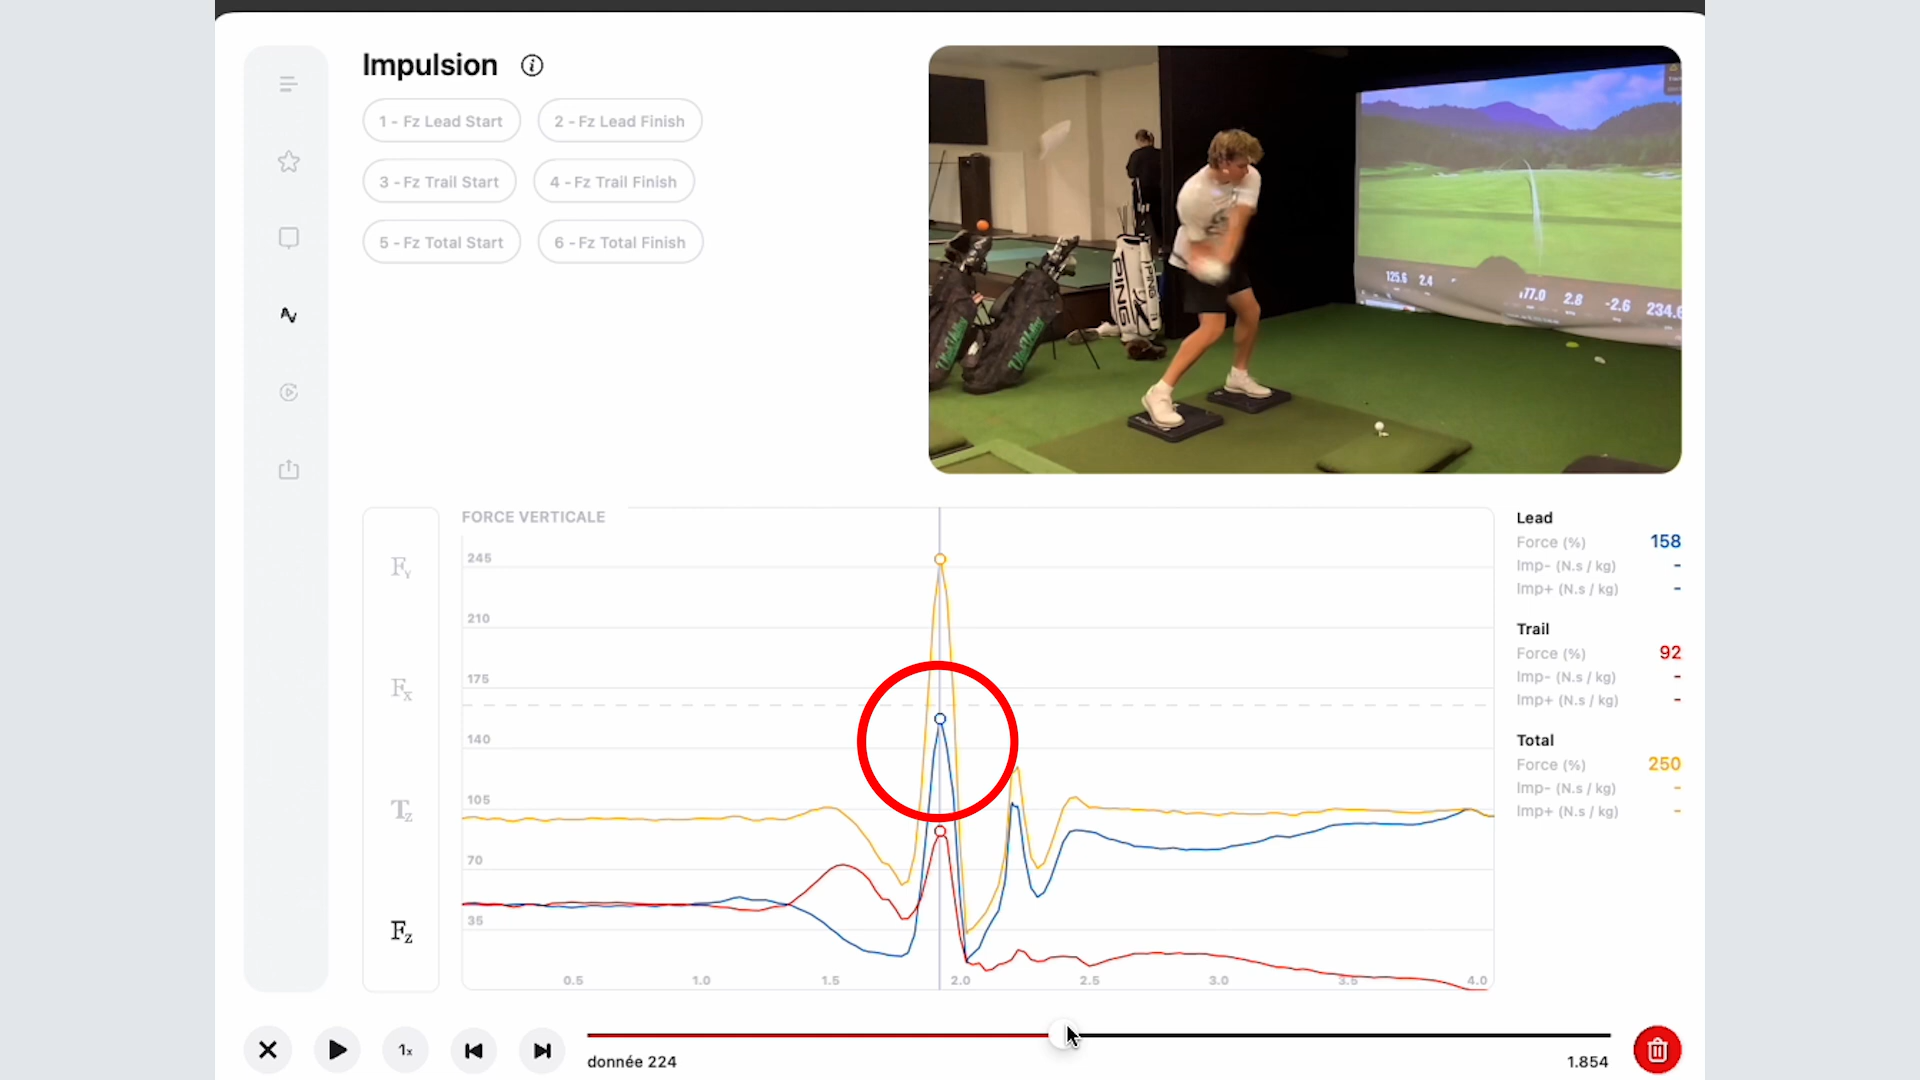 Impulsion
1 - Fz Lead Start
2 - Fz Lead Finish
3 - Fz Trail Start
4 - Fz Trail Finish
5 - Fz Total Start
6 - Fz Total Finish
PING
PING
125.6 2.4
177.0 2.8 -2.6 234.6
FORCE VERTICALE
245
210
175
140
105
70
35
0.5 1.0 1.5 2.0 2.5 3.0 3.5 4.0
Fy
Fx
Tz
Fz
Lead
Force (%) 158
Imp- (N.s / kg) -
Imp+ (N.s / kg) -
Trail
Force (%) 92
Imp- (N.s / kg) -
Imp+ (N.s / kg) -
Total
Force (%) 250
Imp- (N.s / kg) -
Imp+ (N.s / kg) -
1x
donnée 224
1.854